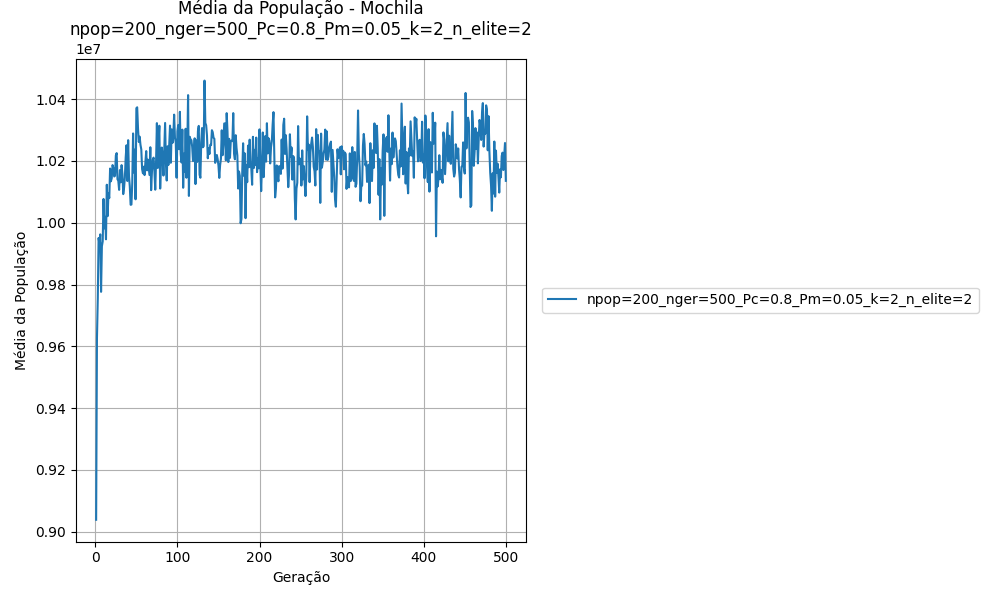 Média da População - Mochila
npop=200_nger=500_Pc=0.8_Pm=0.05_k=2_n_elite=2
1e7
1.04
1.02
1.00
0.98
0.96
0.94
0.92
0.90
Média da População
0
100
200
300
400
500
Geração
npop=200_nger=500_Pc=0.8_Pm=0.05_k=2_n_elite=2